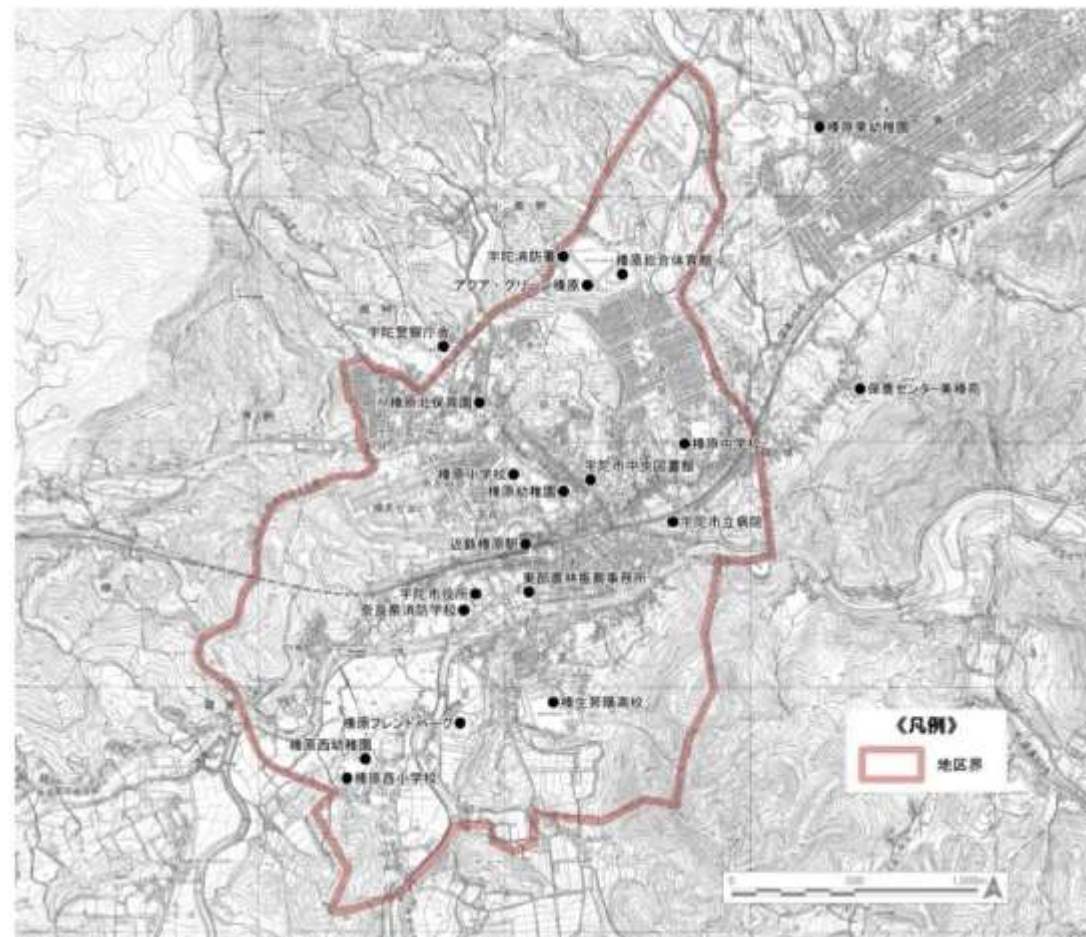 榛原東幼稚園
宇陀消防署
榛原総合体育館
アクア・グリーン榛原
宇陀警察庁舎
保養センター美榛苑
榛原北保育園
榛原中学校
榛原小学校
宇陀市中央図書館
榛原幼稚園
宇陀市立病院
近鉄榛原駅
東部農林振興事務所
宇陀市役所
奈良県消防学校
榛生昇陽高校
榛原フレンドパーク
榛原西幼稚園
榛原西小学校
《凡例》
地区界
0 500 1,000m